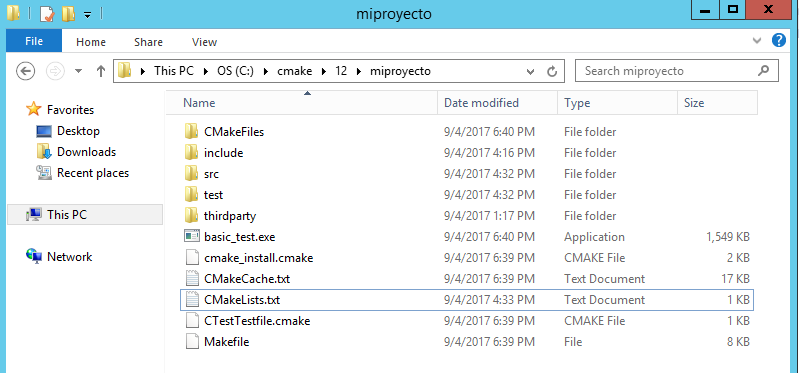 miproyecto
File Home Share View
This PC OS (C:) cmake 12 miproyecto Search miproyecto
Favorites
Desktop
Downloads
Recent places
This PC
Network
Name Date modified Type Size
CMakeFiles 9/4/2017 6:40 PM File folder
include 9/4/2017 4:16 PM File folder
src 9/4/2017 4:32 PM File folder
test 9/4/2017 4:32 PM File folder
thirdparty 9/4/2017 1:17 PM File folder
basic_test.exe 9/4/2017 6:40 PM Application 1,549 KB
cmake_install.cmake 9/4/2017 6:39 PM CMAKE File 2 KB
CMakeCache.txt 9/4/2017 6:39 PM Text Document 17 KB
CMakeLists.txt 9/4/2017 4:33 PM Text Document 1 KB
CTestTestfile.cmake 9/4/2017 6:39 PM CMAKE File 1 KB
Makefile 9/4/2017 6:39 PM File 8 KB